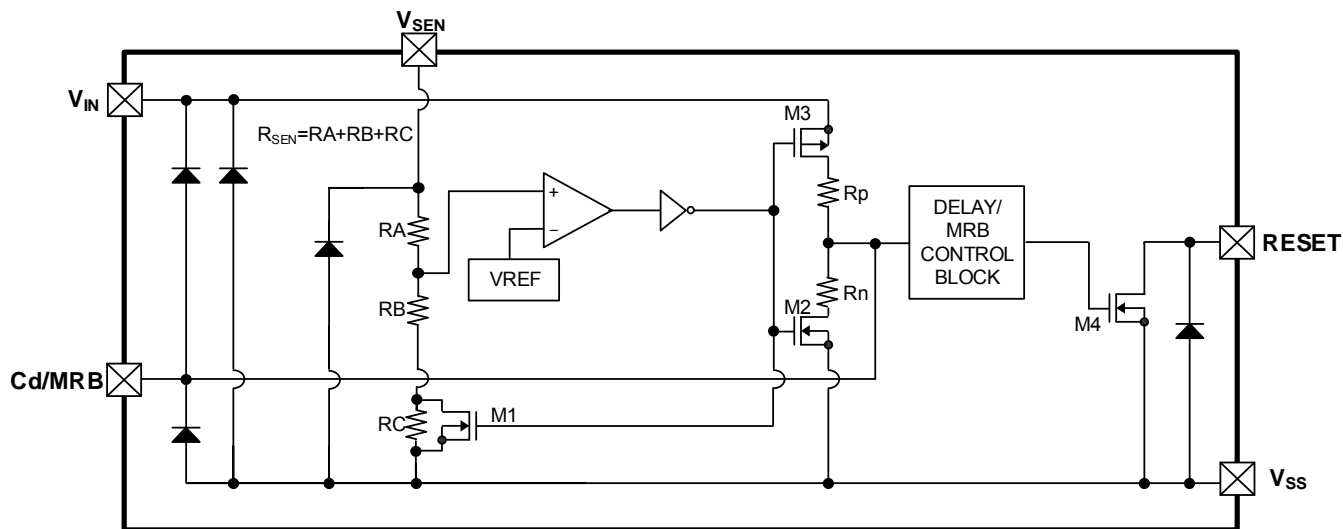 VSEN
VIN
RSEN=RA+RB+RC
M3
Rp
+
−
RA
VREF
DELAY/
MRB
CONTROL
BLOCK
RESET
RB
Rn
M2
M4
Cd/MRB
RC
M1
VSS